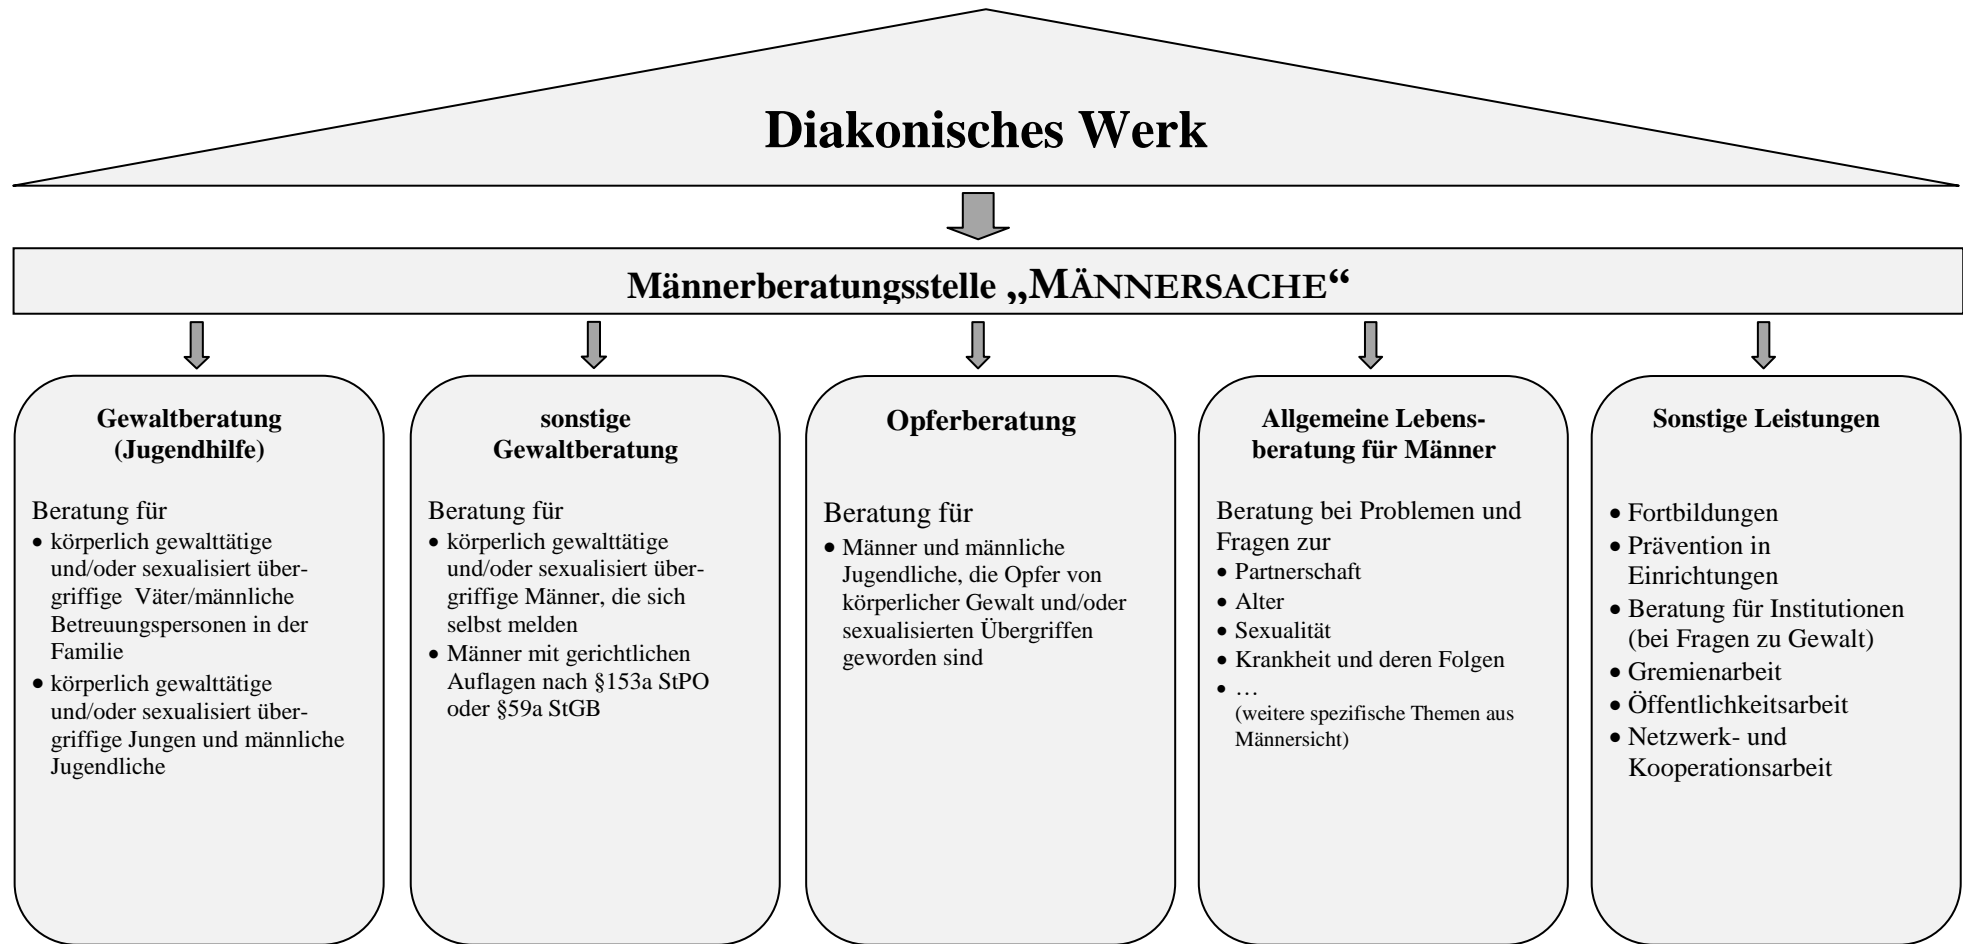 Diakonisches Werk
Männerberatungsstelle „MÄNNERSACHE“
Gewaltberatung
(Jugendhilfe)
Beratung für
• körperlich gewalttätige
und/oder sexualisiert über-
griffige Väter/männliche
Betreuungspersonen in der
Familie
• körperlich gewalttätige
und/oder sexualisiert über-
griffige Jungen und männliche
Jugendliche
sonstige
Gewaltberatung
Beratung für
• körperlich gewalttätige
und/oder sexualisiert über-
griffige Männer, die sich
selbst melden
• Männer mit gerichtlichen
Auflagen nach §153a StPO
oder §59a StGB
Opferberatung
Beratung für
• Männer und männliche
Jugendliche, die Opfer von
körperlicher Gewalt und/oder
sexualisierten Übergriffen
geworden sind
Allgemeine Lebens-
beratung für Männer
Beratung bei Problemen und
Fragen zur
• Partnerschaft
• Alter
• Sexualität
• Krankheit und deren Folgen
• …
(weitere spezifische Themen aus
Männersicht)
Sonstige Leistungen
• Fortbildungen
• Prävention in
Einrichtungen
• Beratung für Institutionen
(bei Fragen zu Gewalt)
• Gremienarbeit
• Öffentlichkeitsarbeit
• Netzwerk- und
Kooperationsarbeit